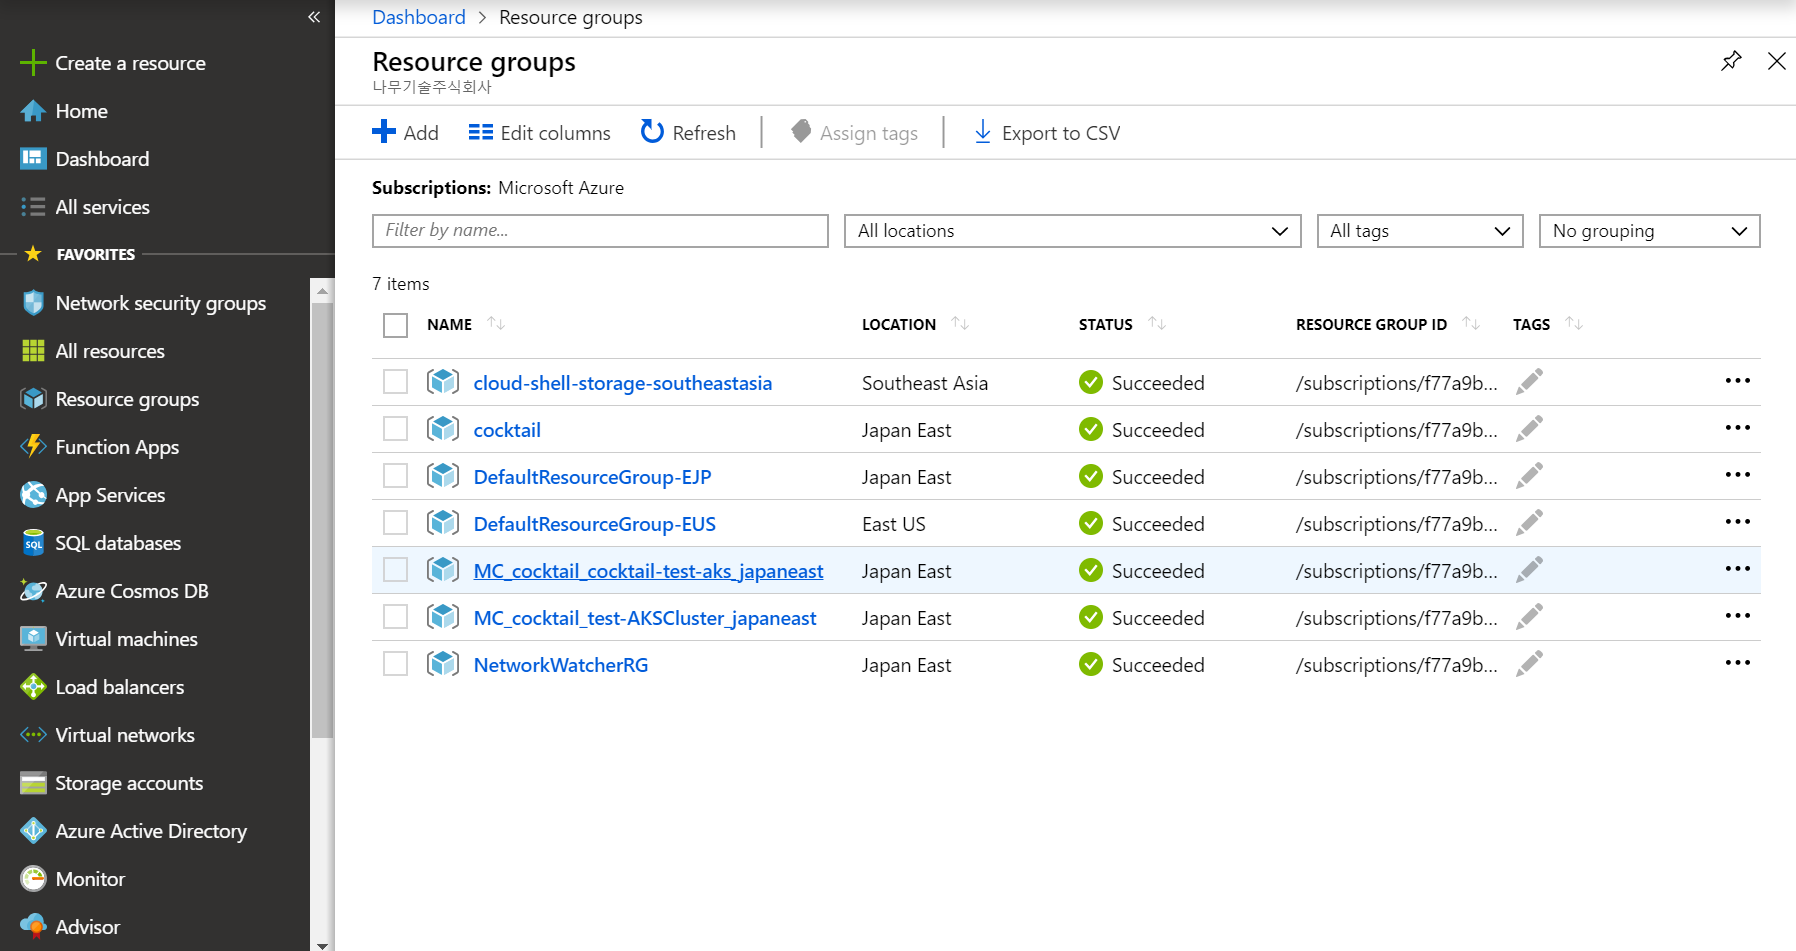 «
Create a resource
Home
Dashboard
All services
FAVORITES
Network security groups
All resources
Resource groups
Function Apps
App Services
SQL
SQL databases
Azure Cosmos DB
Virtual machines
Load balancers
Virtual networks
Storage accounts
Azure Active Directory
Monitor
Advisor
Dashboard > Resource groups
Resource groups
나무기술주식회사
Add Edit columns Refresh Assign tags Export to CSV
Subscriptions: Microsoft Azure
Filter by name... All locations All tags No grouping
7 items
NAME LOCATION STATUS RESOURCE GROUP ID TAGS
cloud-shell-storage-southeastasia Southeast Asia Succeeded /subscriptions/f77a9b...
cocktail Japan East Succeeded /subscriptions/f77a9b...
DefaultResourceGroup-EJP Japan East Succeeded /subscriptions/f77a9b...
DefaultResourceGroup-EUS East US Succeeded /subscriptions/f77a9b...
MC_cocktail_cocktail-test-aks_japaneast Japan East Succeeded /subscriptions/f77a9b...
MC_cocktail_test-AKSCluster_japaneast Japan East Succeeded /subscriptions/f77a9b...
NetworkWatcherRG Japan East Succeeded /subscriptions/f77a9b...